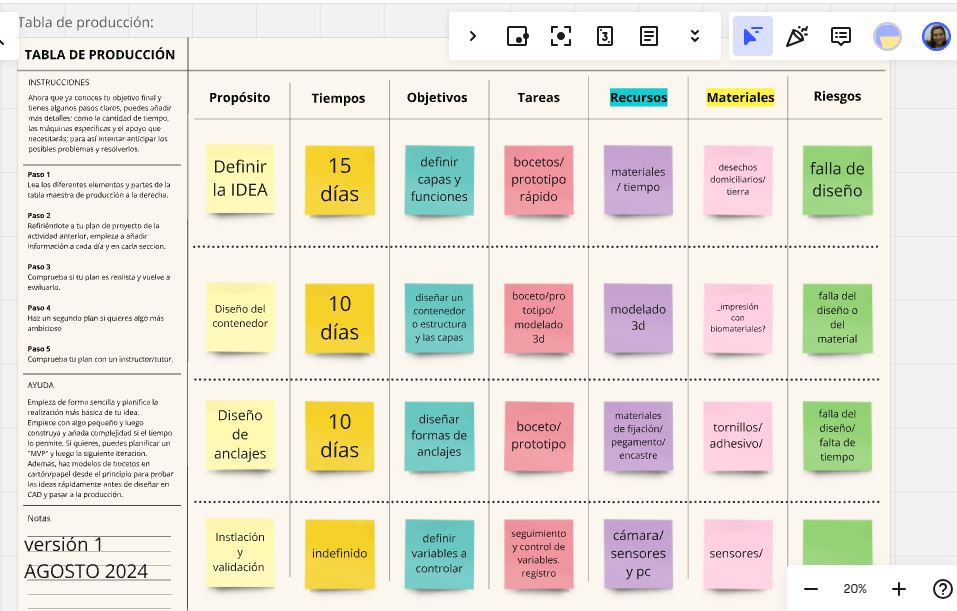 Tabla de producción:
TABLA DE PRODUCCIÓN
INSTRUCCIONES
Ahora que ya conoces tu objetivo final y
tienes algunos pasos claros, puedes añadir
más detalles: como la cantidad de tiempo,
las máquinas específicas y el apoyo que
necesitarás; para así intentar anticipar los
posibles problemas y resolverlos.
Paso 1
Lea los diferentes elementos y partes de la
tabla maestra de producción a la derecha.
Paso 2
Refiriéndote a tu plan de proyecto de la
actividad anterior, empieza a añadir
información a cada día y en cada seccion.
Paso 3
Comprueba si tu plan es realista y vuelve a
evaluarlo.
Paso 4
Haz un segundo plan si quieres algo más
ambicioso
Paso 5
Comprueba tu plan con un instructor/tutor.
AYUDA
Empieza de forma sencilla y planifica la
realización más básica de tu idea.
Empiece con algo pequeño y luego
construya y añada complejidad si el tiempo
lo permite. Si quieres, puedes planificar un
"MVP" y luego la siguiente iteración.
Además, haz modelos de bocetos en
cartón/papel desde el principio para probar
las ideas rápidamente antes de diseñar en
CAD y pasar a la producción.
Notas
versión 1
AGOSTO 2024
Propósito
Tiempos
Objetivos
Tareas
Recursos
Materiales
Riesgos
Definir
la IDEA
15
días
definir
capas y
funciones
bocetos/
prototipo
rápido
materiales
/ tiempo
desechos
domiciliarios/
tierra
falla de
diseño
Diseño del
contenedor
10
días
diseñar un
contenedor
o estructura
y las capas
boceto/pro
totipo/
modelado
3d
modelado
3d
_impresión
con
biomateriales?
falla del
diseño o
del
material
Diseño
de
anclajes
10
días
diseñar
formas de
anclajes
boceto/
prototipo
materiales
de fijación/
pegamento/
encastre
tornillos/
adhesivo/
falla del
diseño/
falta de
tiempo
Instlación
y
validación
indefinido
definir
variables a
controlar
seguimiento
y control de
variables.
registro
cámara/
sensores
y pc
sensores/
20%